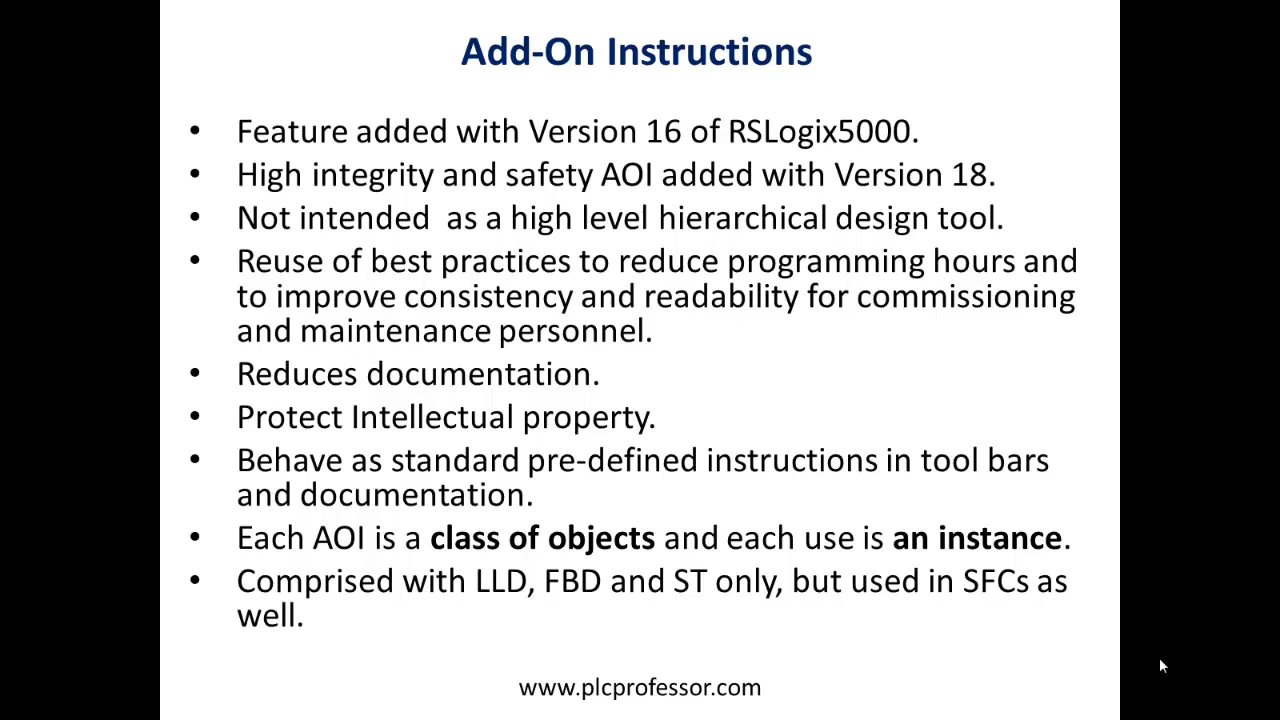 Add-On Instructions
• Feature added with Version 16 of RSLogix5000.
• High integrity and safety AOI added with Version 18.
• Not intended  as a high level hierarchical design tool.
• Reuse of best practices to reduce programming hours and
to improve consistency and readability for commissioning
and maintenance personnel.
• Reduces documentation.
• Protect Intellectual property.
• Behave as standard pre-defined instructions in tool bars
and documentation.
• Each AOI is a class of objects and each use is an instance.
• Comprised with LLD, FBD and ST only, but used in SFCs as
well.
www.plcprofessor.com